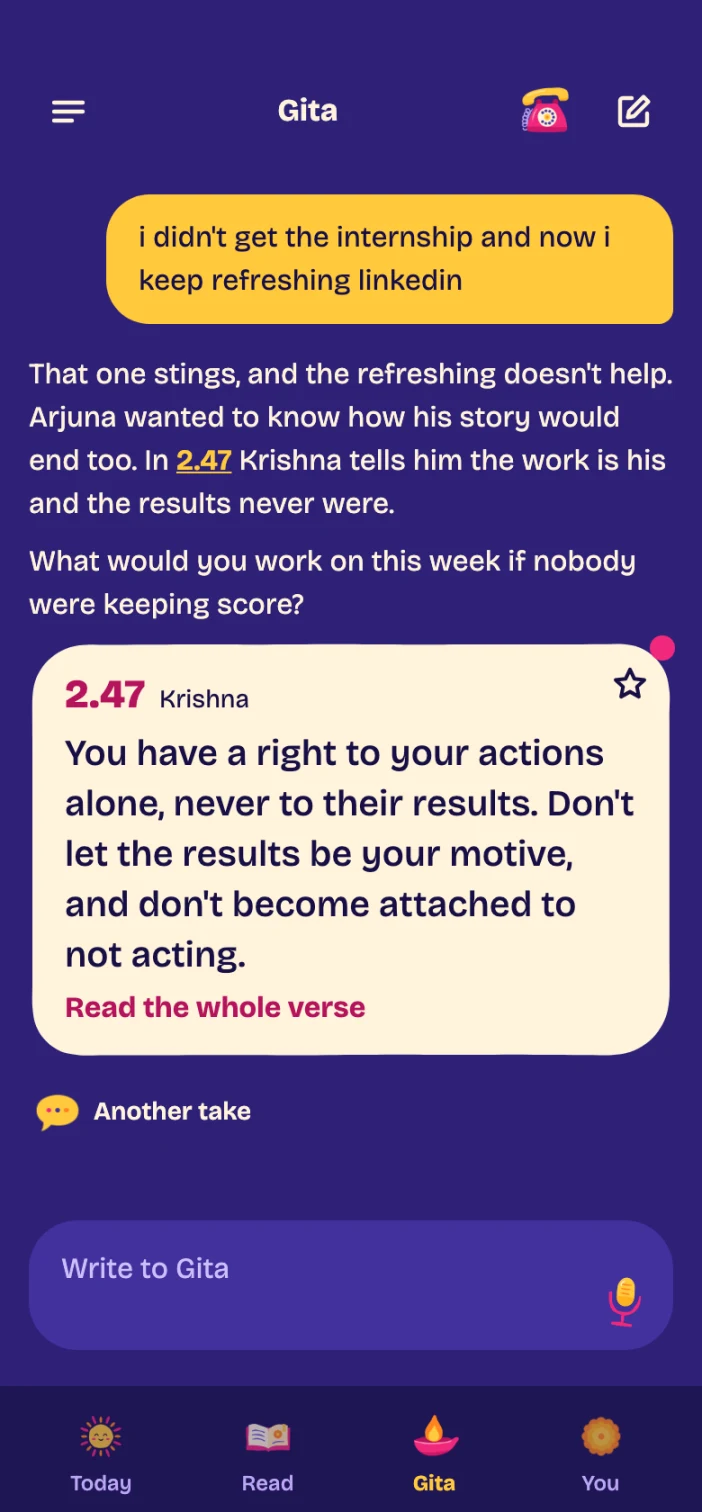 Gita
i didn't get the internship and now i
keep refreshing linkedin
That one stings, and the refreshing doesn't help.
Arjuna wanted to know how his story would
end too. In 2.47 Krishna tells him the work is his
and the results never were.
What would you work on this week if nobody
were keeping score?
2.47 Krishna
You have a right to your actions
alone, never to their results. Don't
let the results be your motive,
and don't become attached to
not acting.
Read the whole verse
Another take
Write to Gita
Today Read Gita You